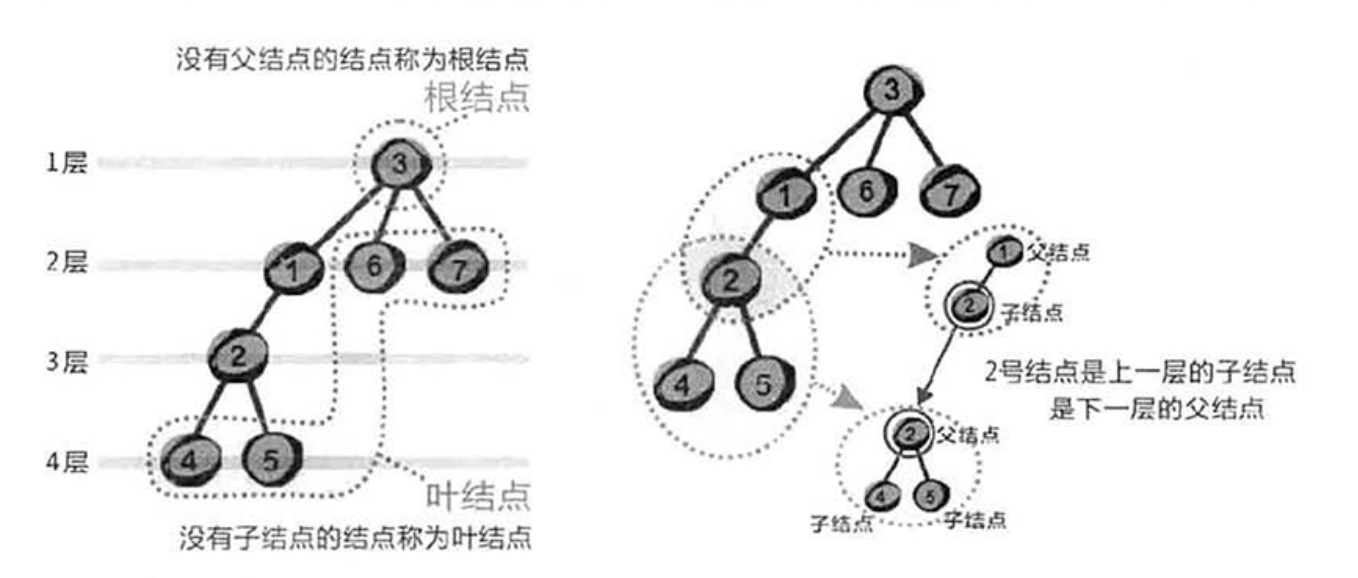 没有父结点的结点称为根结点
根结点
1层
3
2层
1
6
7
3层
2
4层
4
5
叶结点
没有子结点的结点称为叶结点
3
1
6
7
2
4
5
1
父结点
2
子结点
2号结点是上一层的子结点
是下一层的父结点
2
父结点
4
5
子结点
子结点